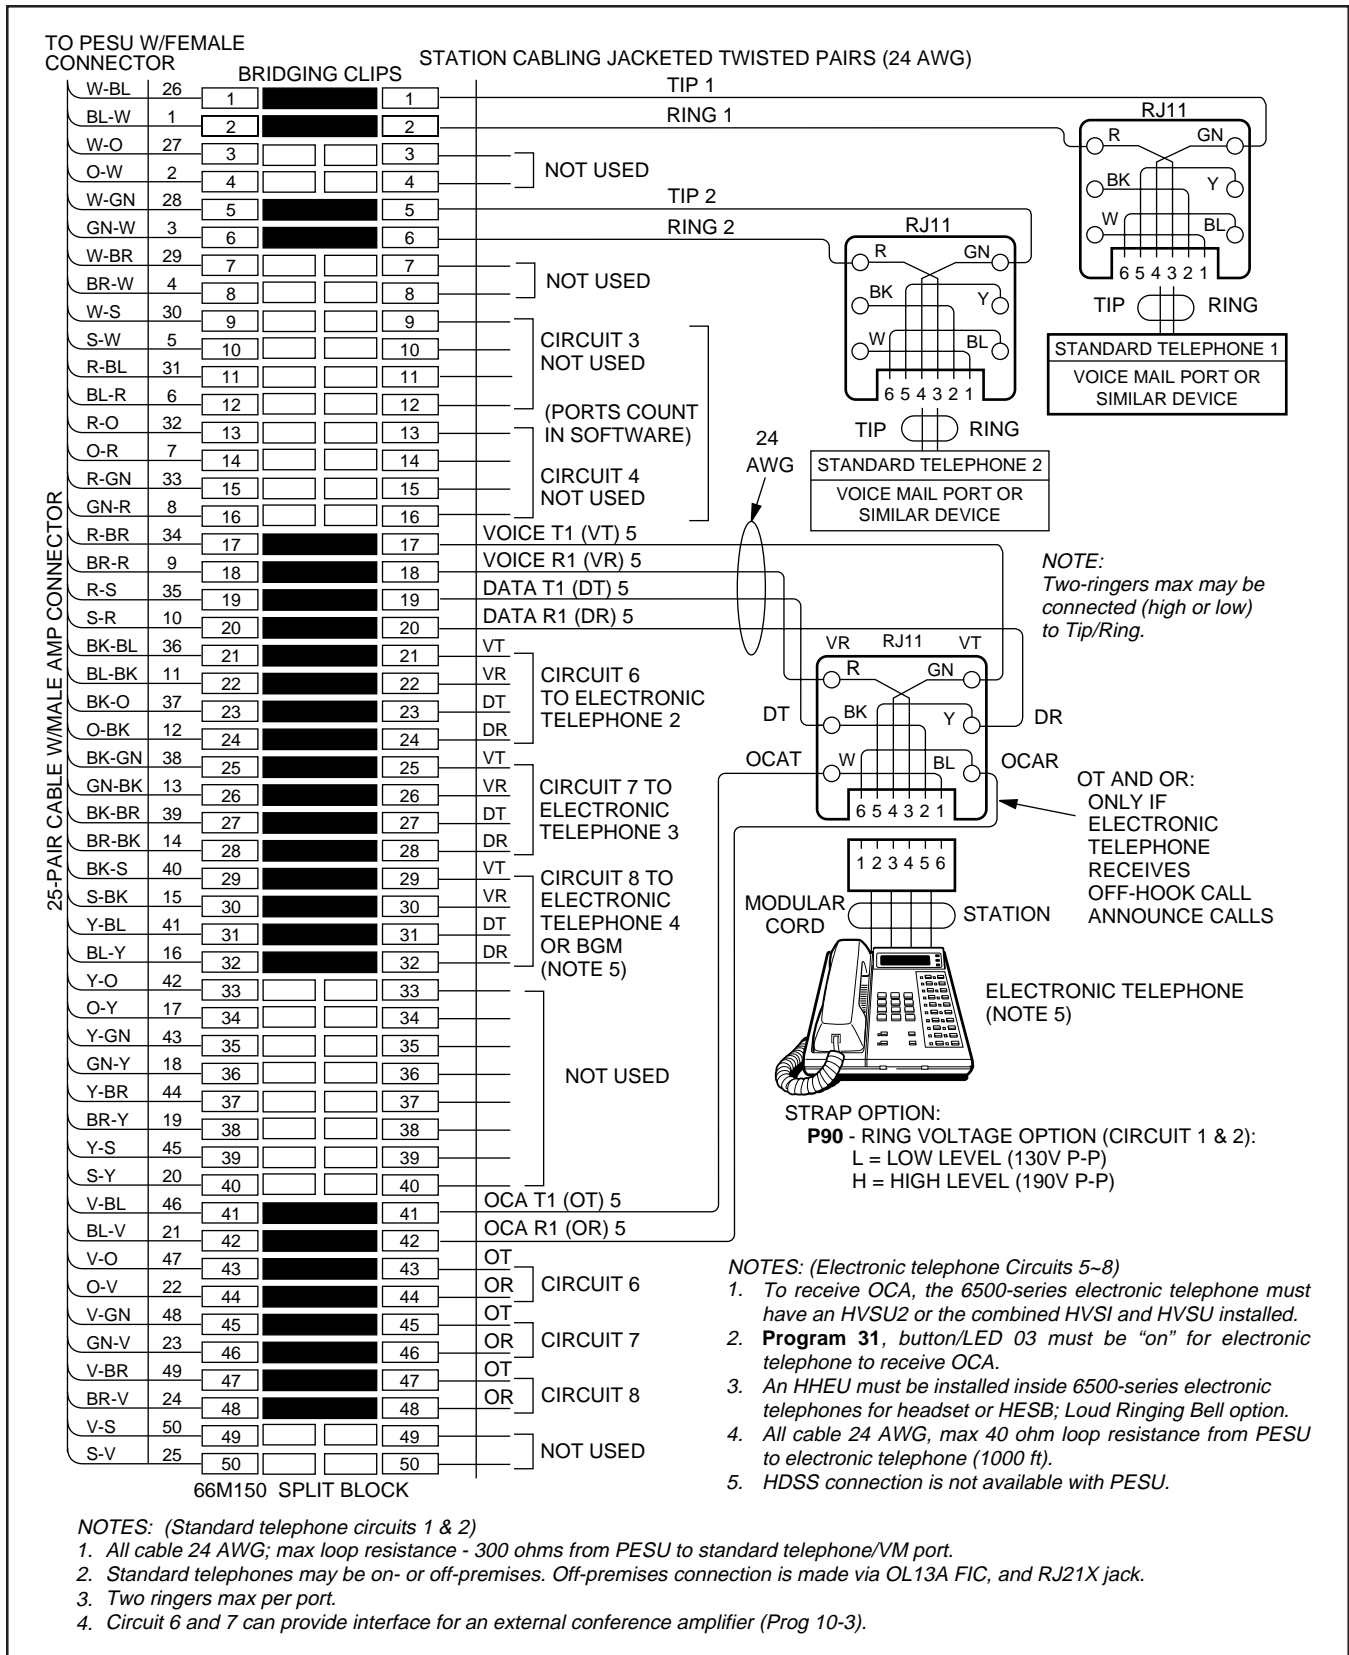 TO PESU W/FEMALE
CONNECTOR
BRIDGING CLIPS
STATION CABLING JACKETED TWISTED PAIRS (24 AWG)
25-PAIR CABLE W/MALE AMP CONNECTOR
W-BL 26 1 1 TIP 1
BL-W 1 2 2 RING 1
W-O 27 3 3
O-W 2 4 4
NOT USED
W-GN 28 5 5 TIP 2
GN-W 3 6 6 RING 2
W-BR 29 7 7
BR-W 4 8 8
NOT USED
W-S 30 9 9
S-W 5 10 10
R-BL 31 11 11
BL-R 6 12 12
CIRCUIT 3
NOT USED
(PORTS COUNT
IN SOFTWARE)
R-O 32 13 13
O-R 7 14 14
R-GN 33 15 15
GN-R 8 16 16
CIRCUIT 4
NOT USED
R-BR 34 17 17 VOICE T1 (VT) 5
BR-R 9 18 18 VOICE R1 (VR) 5
R-S 35 19 19 DATA T1 (DT) 5
S-R 10 20 20 DATA R1 (DR) 5
BK-BL 36 21 21 VT
BL-BK 11 22 22 VR
BK-O 37 23 23 DT
O-BK 12 24 24 DR
CIRCUIT 6
TO ELECTRONIC
TELEPHONE 2
BK-GN 38 25 25 VT
GN-BK 13 26 26 VR
BK-BR 39 27 27 DT
BR-BK 14 28 28 DR
CIRCUIT 7 TO
ELECTRONIC
TELEPHONE 3
BK-S 40 29 29 VT
S-BK 15 30 30 VR
Y-BL 41 31 31 DT
BL-Y 16 32 32 DR
CIRCUIT 8 TO
ELECTRONIC
TELEPHONE 4
OR BGM
(NOTE 5)
Y-O 42 33 33
O-Y 17 34 34
Y-GN 43 35 35
GN-Y 18 36 36
Y-BR 44 37 37
BR-Y 19 38 38
Y-S 45 39 39
S-Y 20 40 40
NOT USED
V-BL 46 41 41 OCA T1 (OT) 5
BL-V 21 42 42 OCA R1 (OR) 5
V-O 47 43 43 OT
O-V 22 44 44 OR
CIRCUIT 6
V-GN 48 45 45 OT
GN-V 23 46 46 OR
CIRCUIT 7
V-BR 49 47 47 OT
BR-V 24 48 48 OR
CIRCUIT 8
V-S 50 49 49
S-V 25 50 50
NOT USED
66M150 SPLIT BLOCK
RJ11
R GN
BK Y
W BL
6 5 4 3 2 1
TIP RING
STANDARD TELEPHONE 1
VOICE MAIL PORT OR
SIMILAR DEVICE
RJ11
R GN
BK Y
W BL
6 5 4 3 2 1
TIP RING
STANDARD TELEPHONE 2
VOICE MAIL PORT OR
SIMILAR DEVICE
24
AWG
NOTE:
Two-ringers max may be
connected (high or low)
to Tip/Ring.
VR RJ11 VT
R GN
DT BK Y DR
OCAT W BL OCAR
6 5 4 3 2 1
OT AND OR:
ONLY IF
ELECTRONIC
TELEPHONE
RECEIVES
OFF-HOOK CALL
ANNOUNCE CALLS
1 2 3 4 5 6
MODULAR
CORD
STATION
ELECTRONIC TELEPHONE
(NOTE 5)
STRAP OPTION:
P90 - RING VOLTAGE OPTION (CIRCUIT 1 & 2):
L = LOW LEVEL (130V P-P)
H = HIGH LEVEL (190V P-P)
NOTES: (Electronic telephone Circuits 5~8)
1. To receive OCA, the 6500-series electronic telephone must
have an HVSU2 or the combined HVSI and HVSU installed.
2. Program 31, button/LED 03 must be “on” for electronic
telephone to receive OCA.
3. An HHEU must be installed inside 6500-series electronic
telephones for headset or HESB; Loud Ringing Bell option.
4. All cable 24 AWG, max 40 ohm loop resistance from PESU
to electronic telephone (1000 ft).
5. HDSS connection is not available with PESU.
NOTES: (Standard telephone circuits 1 & 2)
1. All cable 24 AWG; max loop resistance - 300 ohms from PESU to standard telephone/VM port.
2. Standard telephones may be on- or off-premises. Off-premises connection is made via OL13A FIC, and RJ21X jack.
3. Two ringers max per port.
4. Circuit 6 and 7 can provide interface for an external conference amplifier (Prog 10-3).